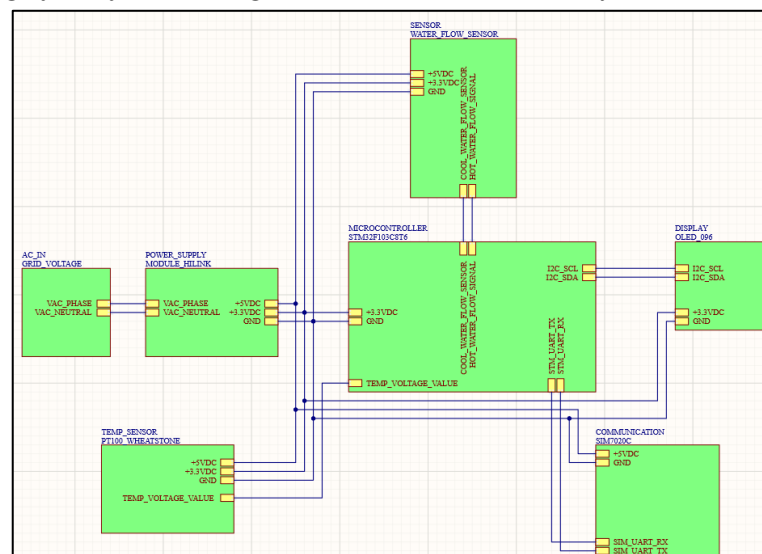 SENSOR
WATER_FLOW_SENSOR
+5VDC
+3.3VDC
GND
COOL_WATER_FLOW_SENSOR
HOT_WATER_FLOW_SIGNAL
MICROCONTROLLER
STM32F103C8T6
COOL_WATER_FLOW_SENSOR
HOT_WATER_FLOW_SIGNAL
I2C_SCL
I2C_SDA
+3.3VDC
GND
TEMP_VOLTAGE_VALUE
STM_UART_TX
STM_UART_RX
DISPLAY
OLED_096
I2C_SCL
I2C_SDA
+3.3VDC
GND
AC_IN
GRID_VOLTAGE
VAC_PHASE
VAC_NEUTRAL
POWER_SUPPLY
MODULE_HILINK
VAC_PHASE
VAC_NEUTRAL
+5VDC
+3.3VDC
GND
TEMP_SENSOR
PT100_WHEATSTONE
+5VDC
+3.3VDC
GND
TEMP_VOLTAGE_VALUE
COMMUNICATION
SIM7020C
+5VDC
GND
SIM_UART_RX
SIM_UART_TX